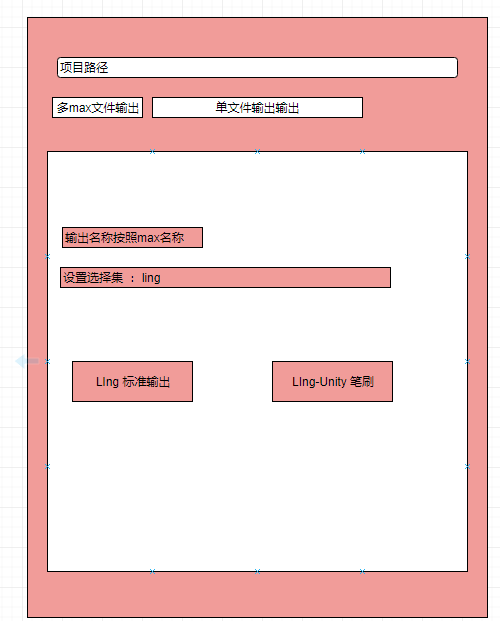 项目路径
多max文件输出
单文件输出输出
输出名称按照max名称
设置选择集 ： ling
LIng 标准输出
LIng-Unity 笔刷